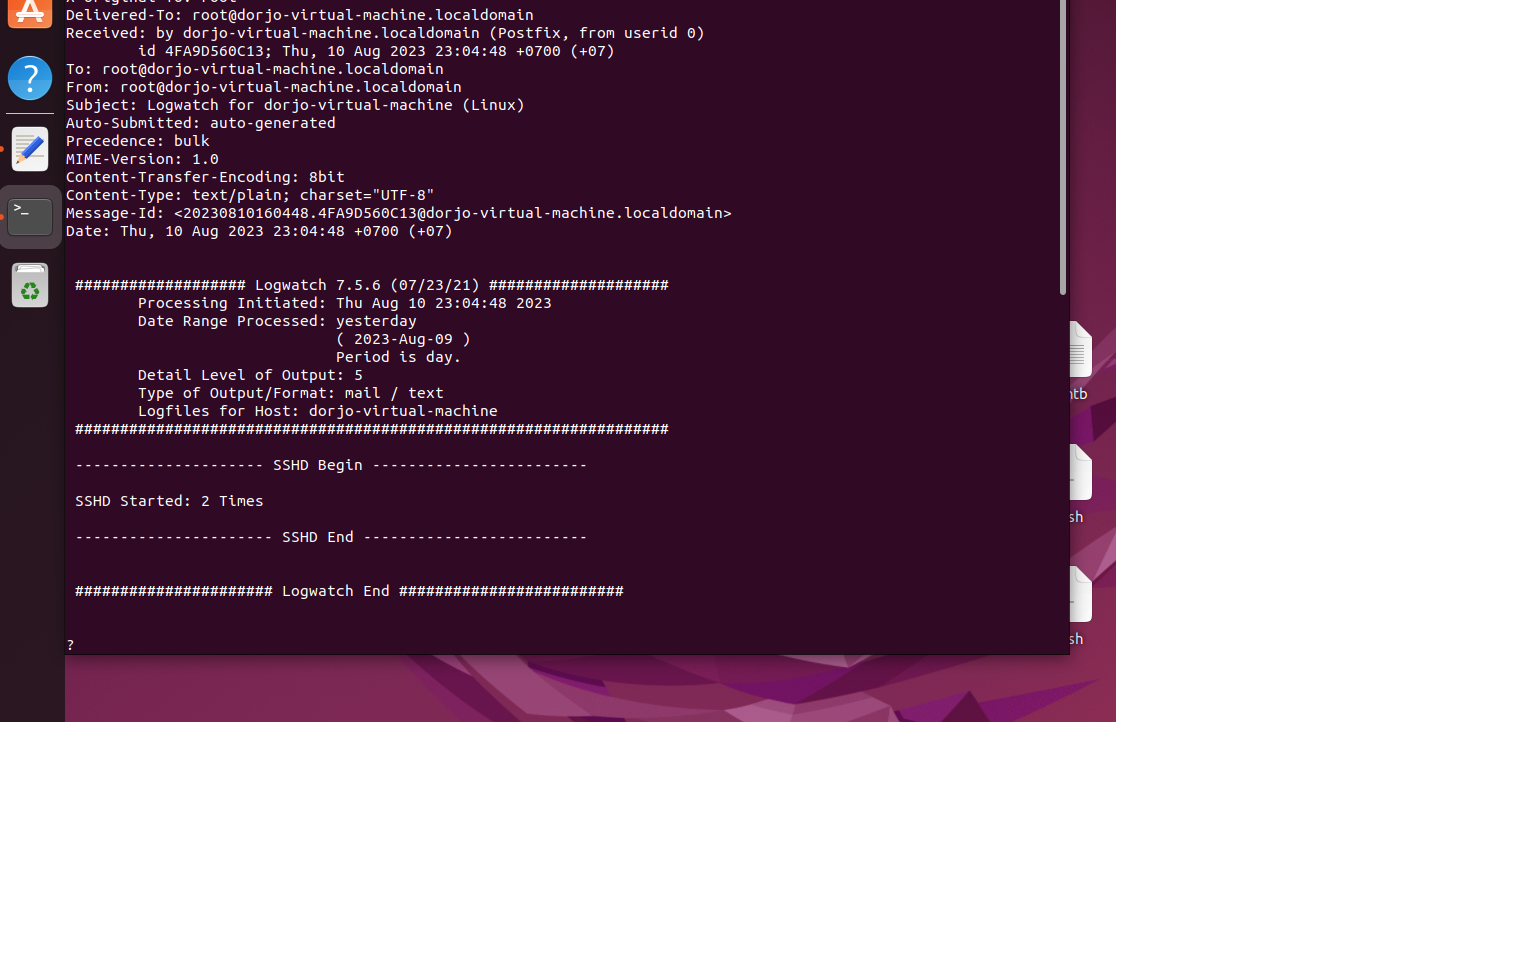 X-Original-To: root
Delivered-To: root@dorjo-virtual-machine.localdomain
Received: by dorjo-virtual-machine.localdomain (Postfix, from userid 0)
        id 4FA9D560C13; Thu, 10 Aug 2023 23:04:48 +0700 (+07)
To: root@dorjo-virtual-machine.localdomain
From: root@dorjo-virtual-machine.localdomain
Subject: Logwatch for dorjo-virtual-machine (Linux)
Auto-Submitted: auto-generated
Precedence: bulk
MIME-Version: 1.0
Content-Transfer-Encoding: 8bit
Content-Type: text/plain; charset="UTF-8"
Message-Id: <20230810160448.4FA9D560C13@dorjo-virtual-machine.localdomain>
Date: Thu, 10 Aug 2023 23:04:48 +0700 (+07)
 ################### Logwatch 7.5.6 (07/23/21) ####################
        Processing Initiated: Thu Aug 10 23:04:48 2023
        Date Range Processed: yesterday
                              ( 2023-Aug-09 )
                              Period is day.
        Detail Level of Output: 5
        Type of Output/Format: mail / text
        Logfiles for Host: dorjo-virtual-machine
 ##################################################################
 --------------------- SSHD Begin ------------------------
 SSHD Started: 2 Times
 ---------------------- SSHD End -------------------------
 ###################### Logwatch End #########################
?
ntb
sh
sh